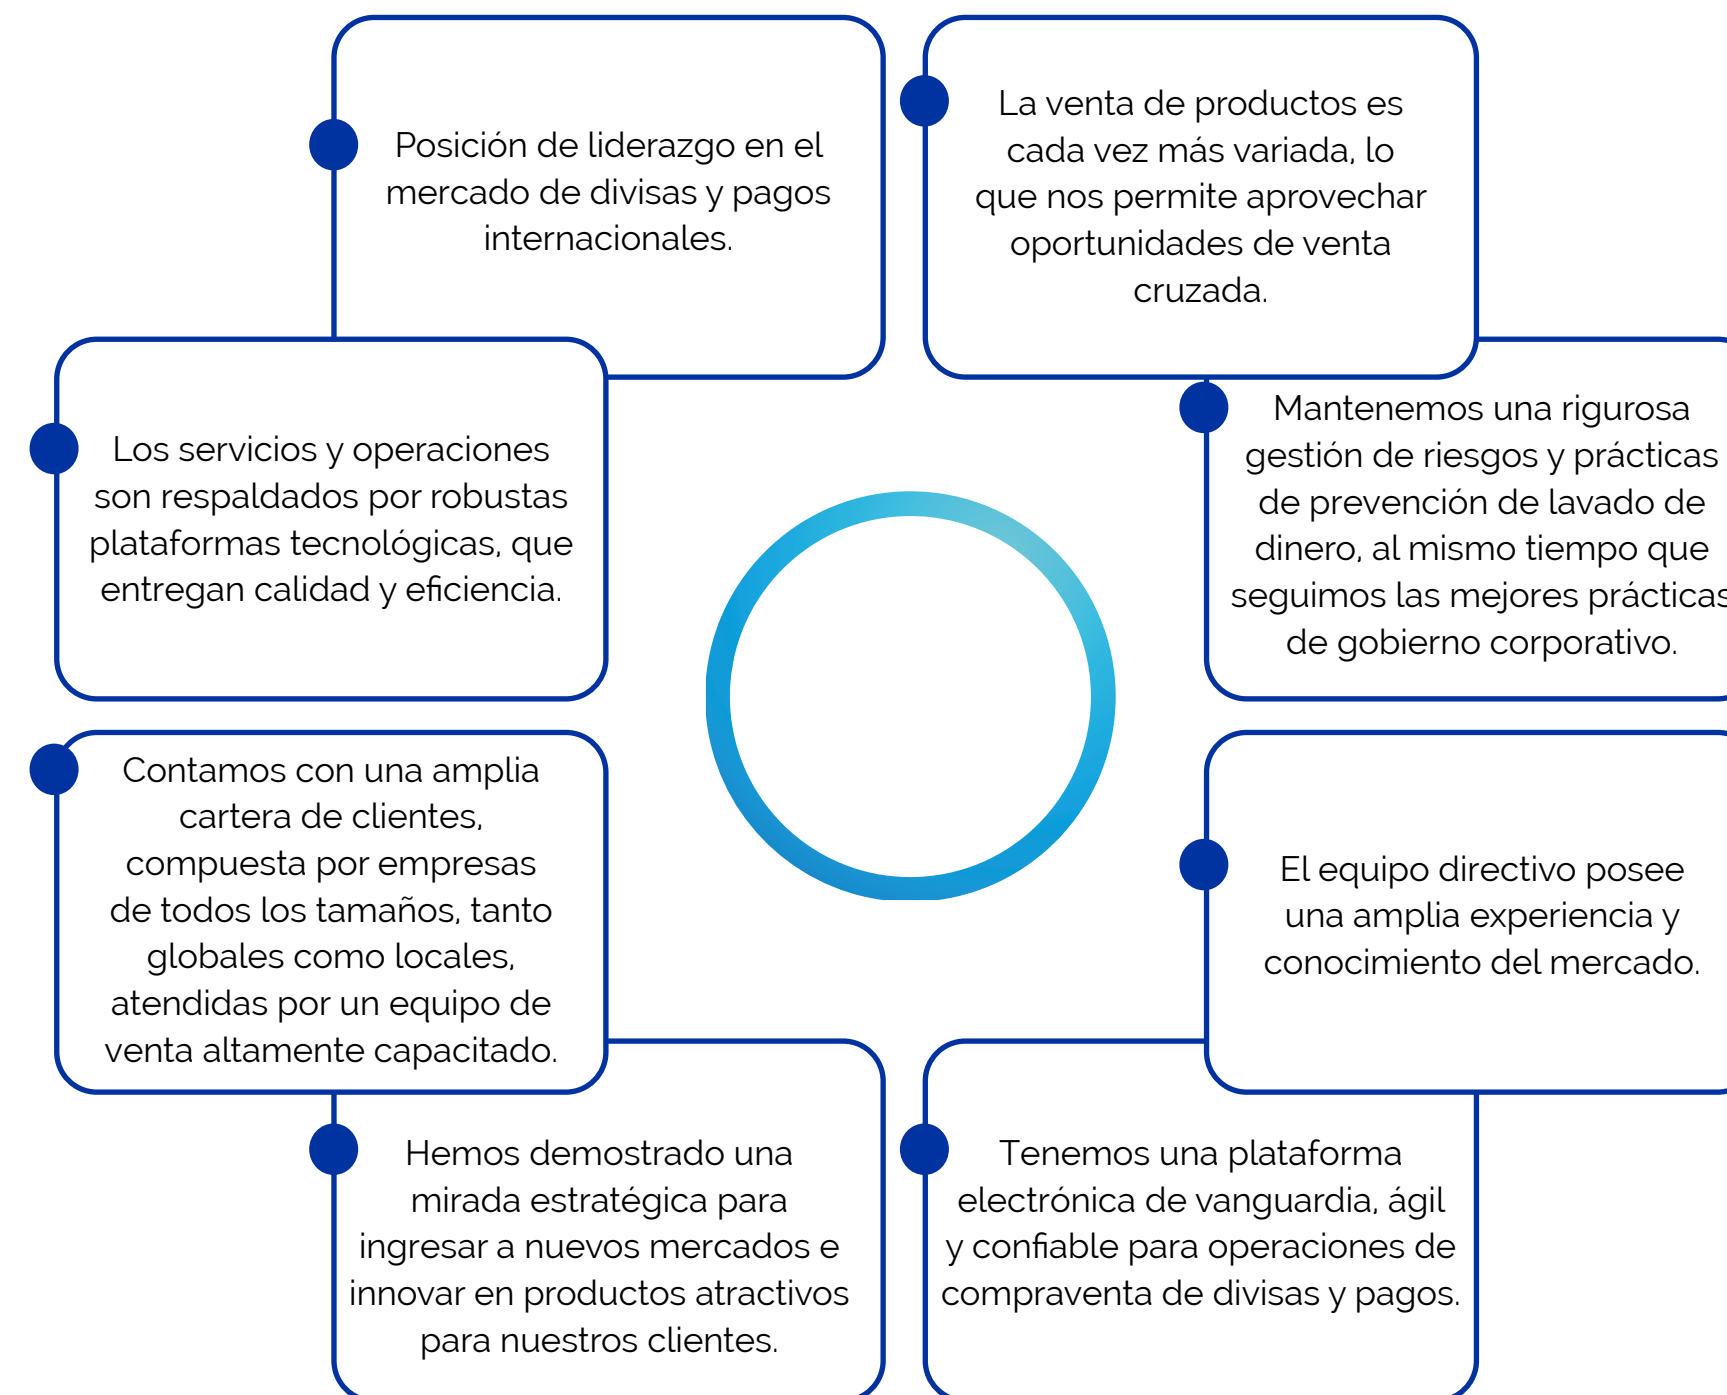 Posición de liderazgo en el
mercado de divisas y pagos
internacionales.
La venta de productos es
cada vez más variada, lo
que nos permite aprovechar
oportunidades de venta
cruzada.
Los servicios y operaciones
son respaldados por robustas
plataformas tecnológicas, que
entregan calidad y eficiencia.
Mantenemos una rigurosa
gestión de riesgos y prácticas
de prevención de lavado de
dinero, al mismo tiempo que
seguimos las mejores prácticas
de gobierno corporativo.
Contamos con una amplia
cartera de clientes,
compuesta por empresas
de todos los tamaños, tanto
globales como locales,
atendidas por un equipo de
venta altamente capacitado.
El equipo directivo posee
una amplia experiencia y
conocimiento del mercado.
Hemos demostrado una
mirada estratégica para
ingresar a nuevos mercados e
innovar en productos atractivos
para nuestros clientes.
Tenemos una plataforma
electrónica de vanguardia, ágil
y confiable para operaciones de
compraventa de divisas y pagos.